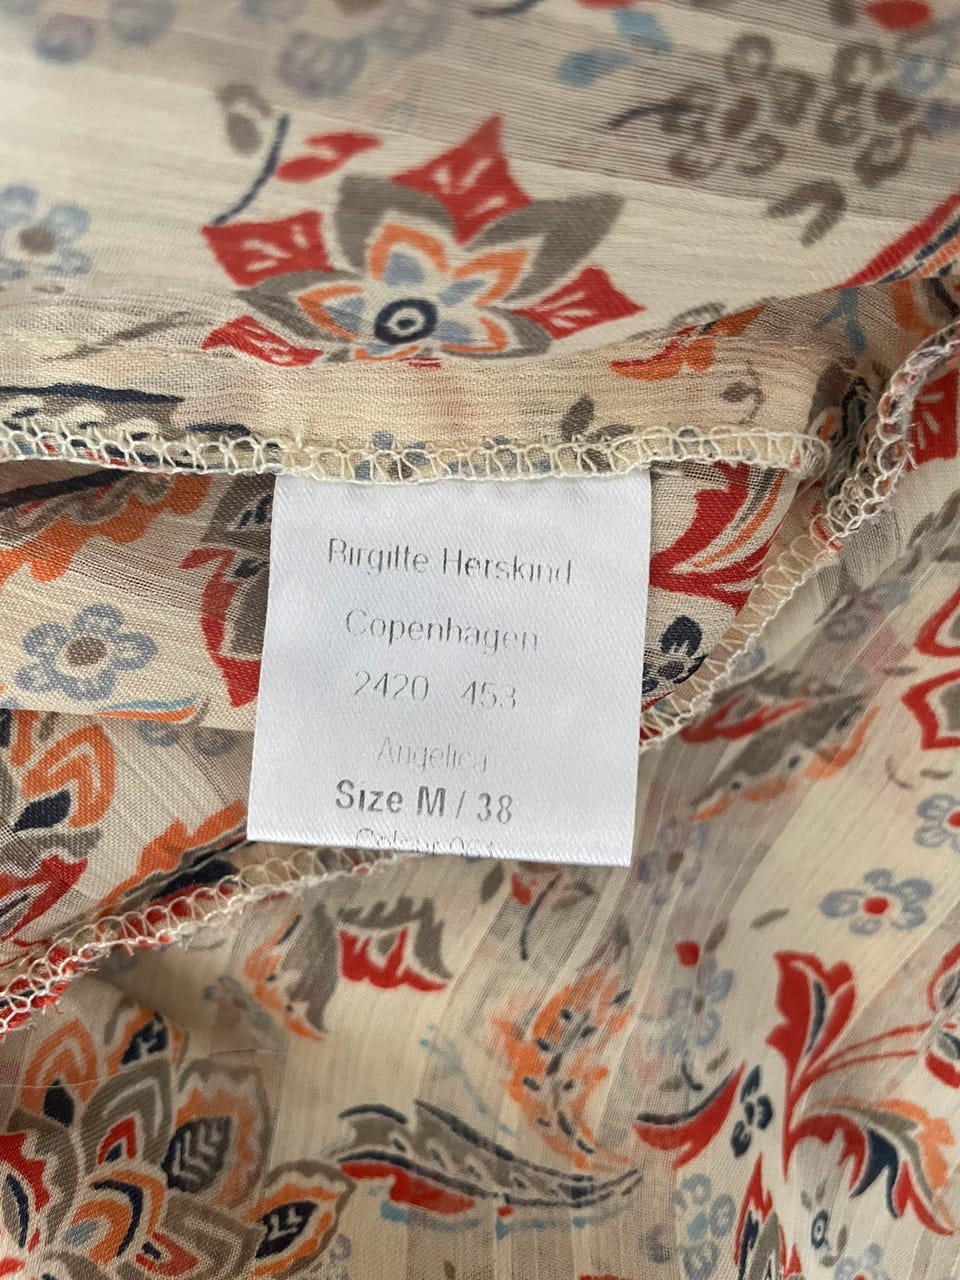 Birgitte Herskind
Copenhagen
2420 453
Angelica
Size M / 38